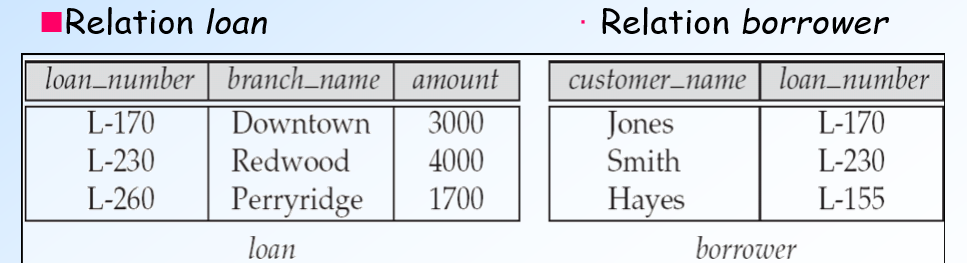 Relation loan
· Relation borrower
loan_number branch_name amount
L-170 Downtown 3000
L-230 Redwood 4000
L-260 Perryridge 1700
loan
customer_name loan_number
Jones L-170
Smith L-230
Hayes L-155
borrower